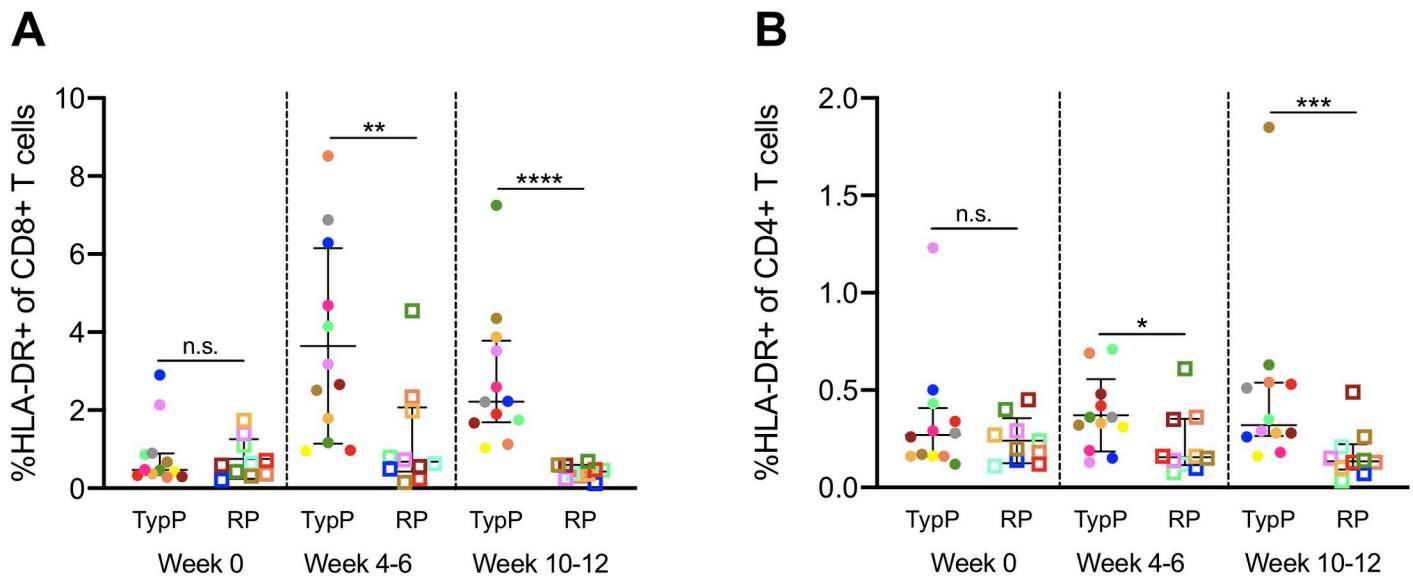 A
%HLA-DR+ of CD8+ T cells
10
8
6
4
2
0
n.s.
**
****
TypP RP TypP RP TypP RP
Week 0 Week 4-6 Week 10-12
B
%HLA-DR+ of CD4+ T cells
2.0
1.5
1.0
0.5
0.0
n.s.
*
***
TypP RP TypP RP TypP RP
Week 0 Week 4-6 Week 10-12